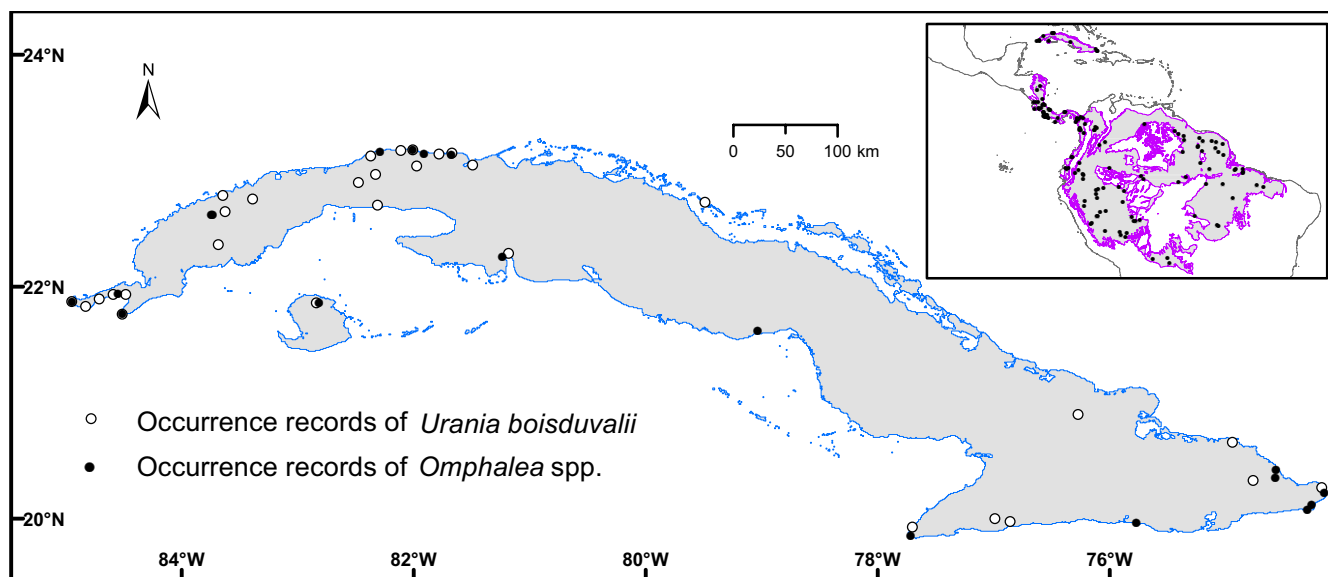 24°N
N
0 50 100 km
22°N
Occurrence records of Urania boisduvalii
Occurrence records of Omphalea spp.
20°N
84°W 82°W 80°W 78°W 76°W